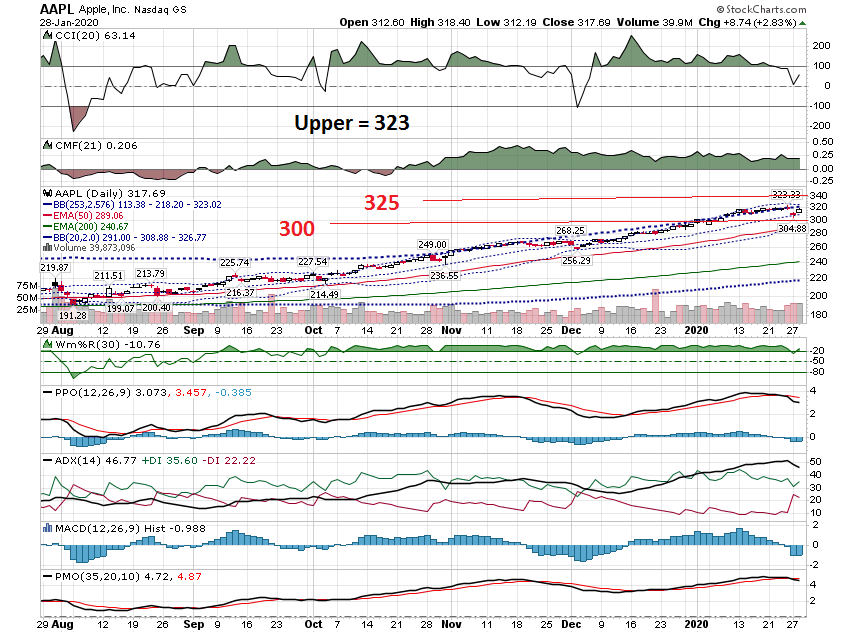 AAPL Apple, Inc. Nasdaq GS © StockCharts.com
28-Jan-2020 Open 312.60 High 318.40 Low 312.19 Close 317.69 Volume 39.9M Chg +8.74 (+2.83%)
CCI(20) 63.14
200
100
0
-100
-200
Upper = 323
CMF(21) 0.206
0.50
0.25
0.00
-0.25
AAPL (Daily) 317.69
BB(253,2.576) 113.38 - 218.20 - 323.02
EMA(50) 289.06
EMA(200) 240.67
BB(20,2.0) 291.00 - 308.88 - 326.77
Volume 39,873,096
325
300
323.33
304.88
268.25
256.29
249.00
236.55
227.54
214.49
225.74
216.37
213.79
200.40
211.51
199.07
219.87
191.28
340
320
300
280
260
240
220
200
180
75M
50M
25M
29 Aug 12 19 26 Sep 9 16 23 Oct 7 14 21 28 Nov 11 18 25 Dec 9 16 23 2020 13 21 27
Wm%R(30) -10.76
-20
-50
-80
PPO(12,26,9) 3.073, 3.457, -0.385
4
2
0
ADX(14) 46.77 +DI 35.60 -DI 22.22
50
40
30
20
10
MACD(12,26,9) Hist -0.988
2
0
-2
PMO(35,20,10) 4.72, 4.87
4
2
29 Aug 12 19 26 Sep 9 16 23 Oct 7 14 21 28 Nov 11 18 25 Dec 9 16 23 2020 13 21 27